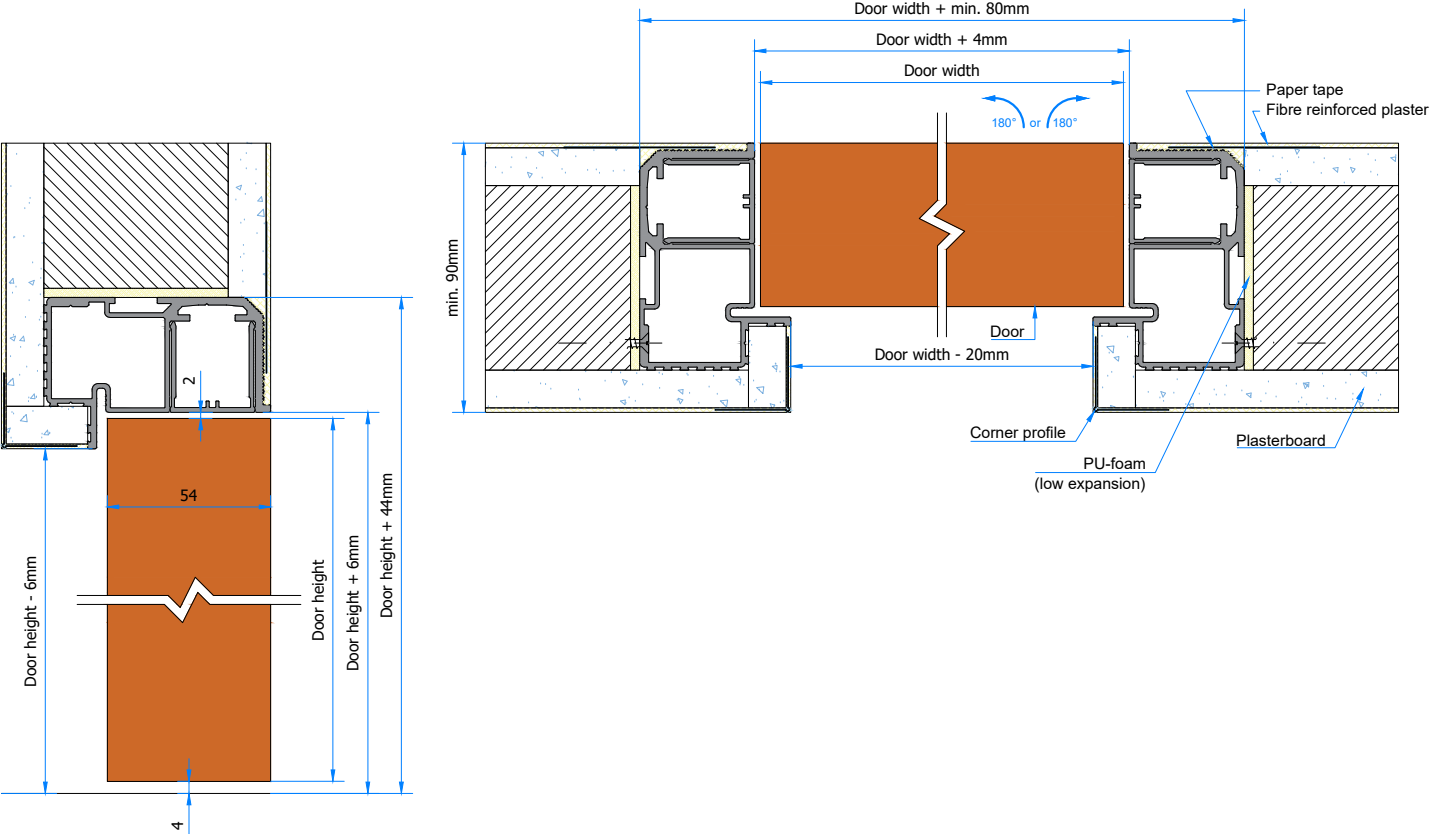 Door width + min. 80mm
Door width + 4mm
Door width
180° or 180°
Paper tape
Fibre reinforced plaster
min. 90mm
Door
Door width - 20mm
Corner profile
PU-foam
(low expansion)
Plasterboard
2
54
Door height - 6mm
Door height
Door height + 6mm
Door height + 44mm
4